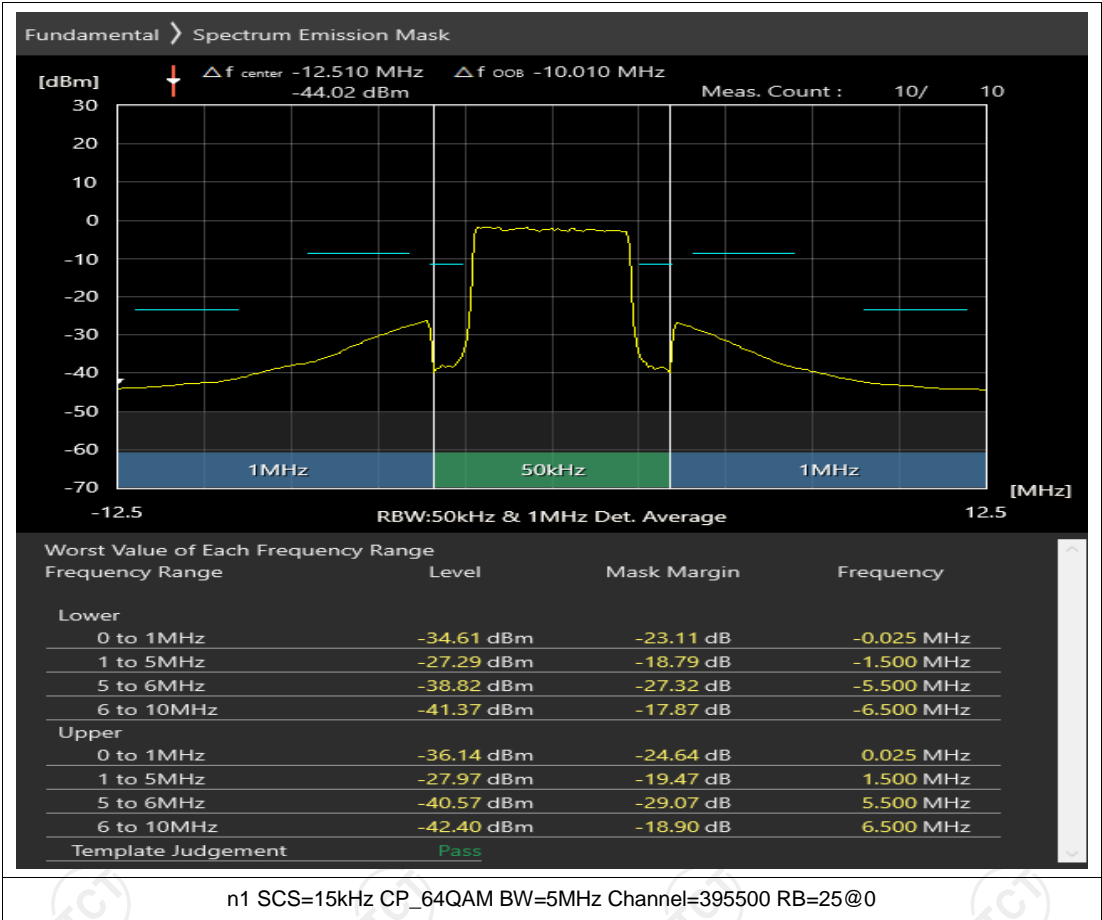 Fundamental ❯ Spectrum Emission Mask
[dBm] △f center -12.510 MHz △f OOB -10.010 MHz
-44.02 dBm Meas. Count : 10/ 10
30
20
10
0
-10
-20
-30
-40
-50
-60
1MHz 50kHz 1MHz
-70
[MHz]
-12.5 RBW:50kHz & 1MHz Det. Average 12.5
Worst Value of Each Frequency Range
Frequency Range Level Mask Margin Frequency
Lower
0 to 1MHz -34.61 dBm -23.11 dB -0.025 MHz
1 to 5MHz -27.29 dBm -18.79 dB -1.500 MHz
5 to 6MHz -38.82 dBm -27.32 dB -5.500 MHz
6 to 10MHz -41.37 dBm -17.87 dB -6.500 MHz
Upper
0 to 1MHz -36.14 dBm -24.64 dB 0.025 MHz
1 to 5MHz -27.97 dBm -19.47 dB 1.500 MHz
5 to 6MHz -40.57 dBm -29.07 dB 5.500 MHz
6 to 10MHz -42.40 dBm -18.90 dB 6.500 MHz
Template Judgement Pass
n1 SCS=15kHz CP_64QAM BW=5MHz Channel=395500 RB=25@0
TCT TCT TCT